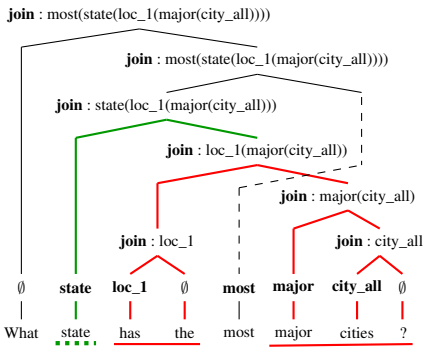 join : most(state(loc_1(major(city_all))))
join : most(state(loc_1(major(city_all))))
join : state(loc_1(major(city_all)))
join : loc_1(major(city_all))
join : major(city_all)
join : loc_1 join : city_all
∅ state loc_1 ∅ most major city_all ∅
What state has the most major cities ?